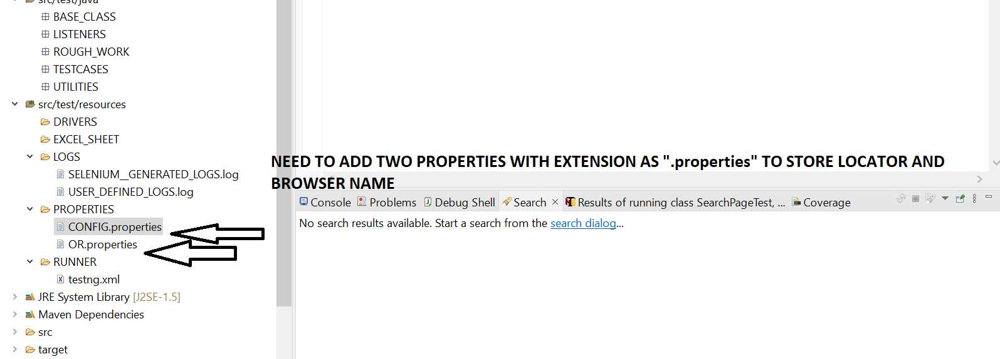 src/test/java
BASE_CLASS
LISTENERS
ROUGH_WORK
TESTCASES
UTILITIES
src/test/resources
DRIVERS
EXCEL_SHEET
LOGS
SELENIUM__GENERATED_LOGS.log
USER_DEFINED_LOGS.log
PROPERTIES
CONFIG.properties
OR.properties
RUNNER
testng.xml
JRE System Library [J2SE-1.5]
Maven Dependencies
src
target
NEED TO ADD TWO PROPERTIES WITH EXTENSION AS ".properties" TO STORE LOCATOR AND
BROWSER NAME
Console Problems Debug Shell Search Results of running class SearchPageTest, ... Coverage
No search results available. Start a search from the search dialog...